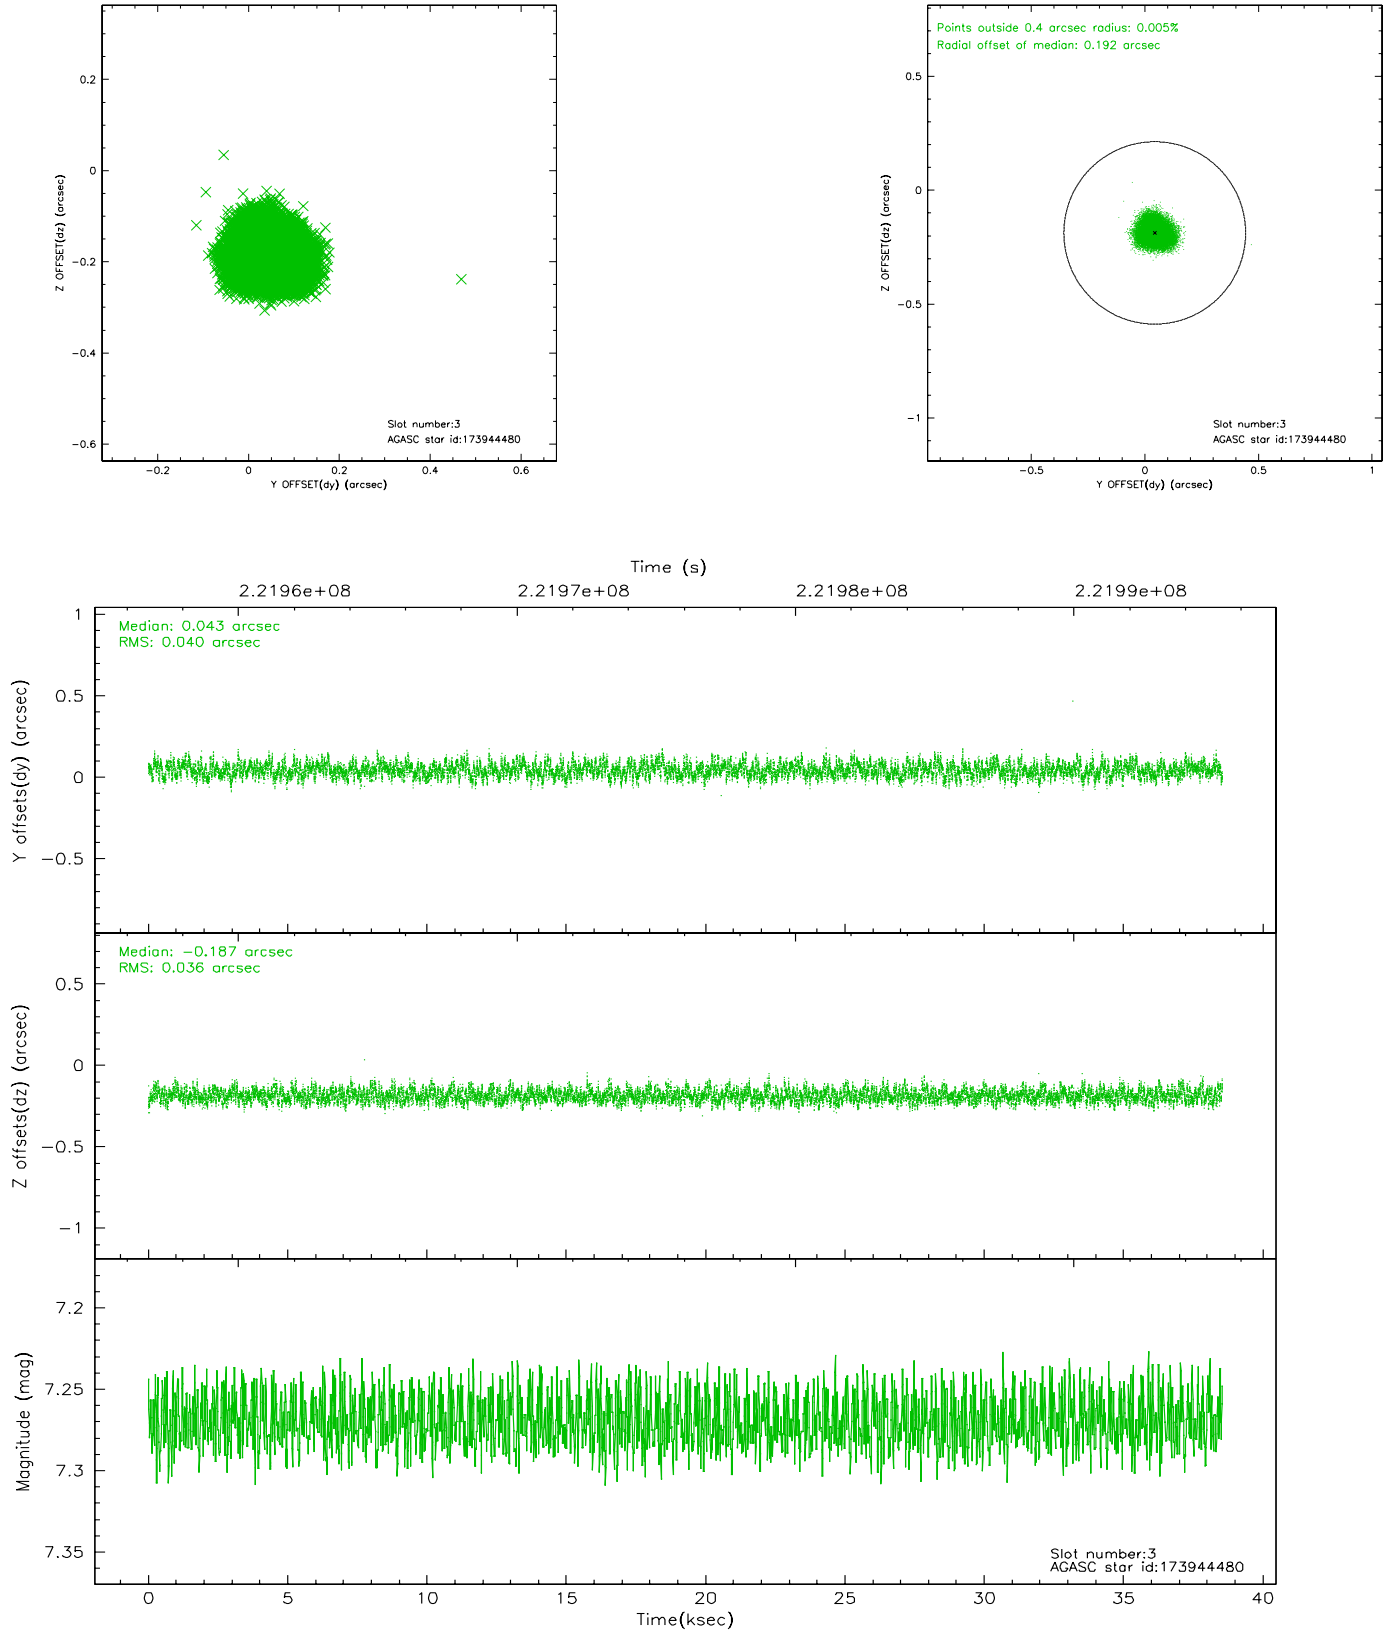 0.2
0
-0.2
-0.4
-0.6
Z OFFSET(dz) (arcsec)
Slot number:3
AGASC star id:173944480
-0.2
0
0.2
0.4
0.6
Y OFFSET(dy) (arcsec)
Points outside 0.4 arcsec radius: 0.005%
Radial offset of median: 0.192 arcsec
0.5
0
-0.5
-1
Z OFFSET(dz) (arcsec)
Slot number:3
AGASC star id:173944480
-0.5
0
0.5
1
Y OFFSET(dy) (arcsec)
Time (s)
2.2196e+08
2.2197e+08
2.2198e+08
2.2199e+08
Median: 0.043 arcsec
RMS: 0.040 arcsec
1
0.5
0
-0.5
Y offsets(dy) (arcsec)
Median: -0.187 arcsec
RMS: 0.036 arcsec
0.5
0
-0.5
-1
Z offsets(dz) (arcsec)
7.2
7.25
7.3
7.35
Magnitude (mag)
Slot number:3
AGASC star id:173944480
0
5
10
15
20
25
30
35
40
Time(ksec)